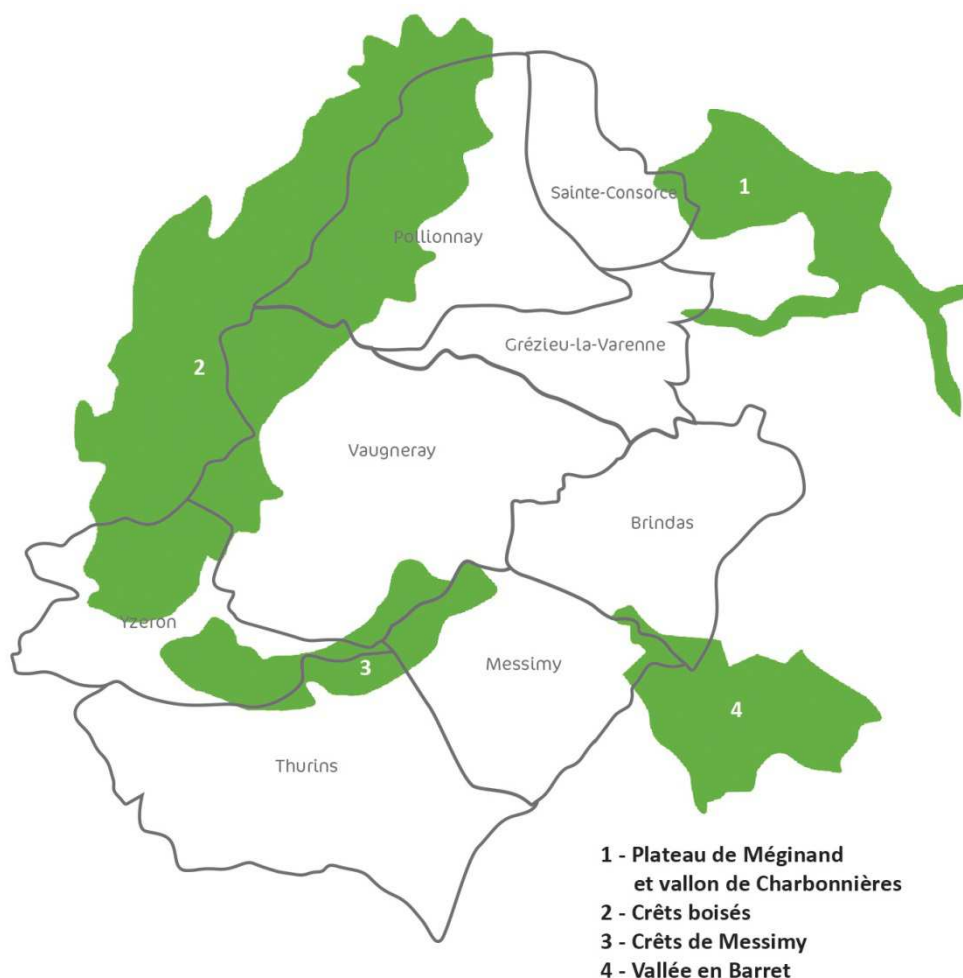 1
Sainte-Consorce
Pollionnay
Grézieu-la-Varenne
2
Vaugneray
Brindas
Yzeron
Messimy
3
4
Thurins
1 - Plateau de Méginand
et vallon de Charbonnières
2 - Crêts boisés
3 - Crêts de Messimy
4 - Vallée en Barret